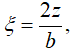 ξ = 2z/b,